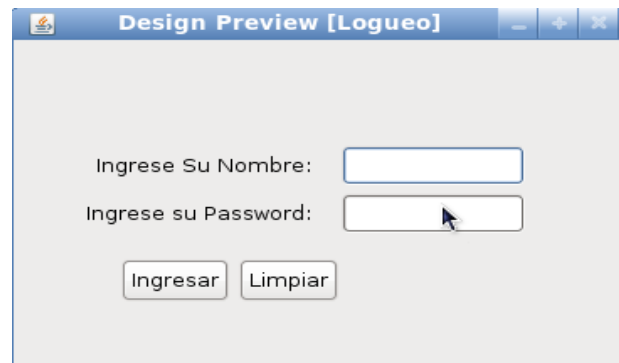 Design Preview [Logueo]
Ingrese Su Nombre:
Ingrese su Password:
Ingresar Limpiar